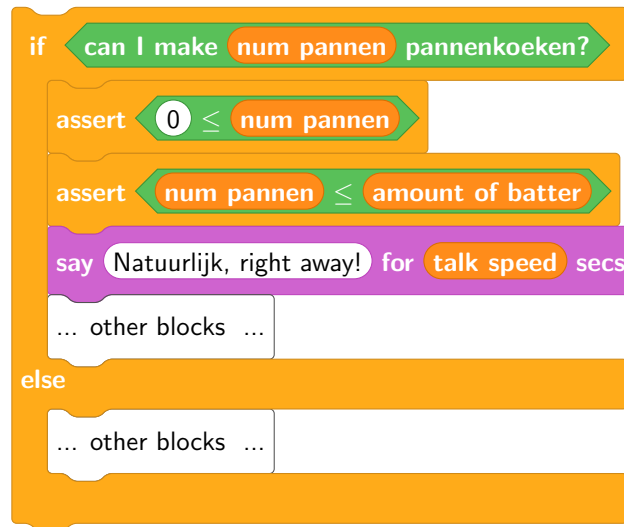 if can I make num pannen pannenkoeken?
assert 0 ≤ num pannen
assert num pannen ≤ amount of batter
say Natuurlijk, right away! for talk speed secs
... other blocks ...
else
... other blocks ...